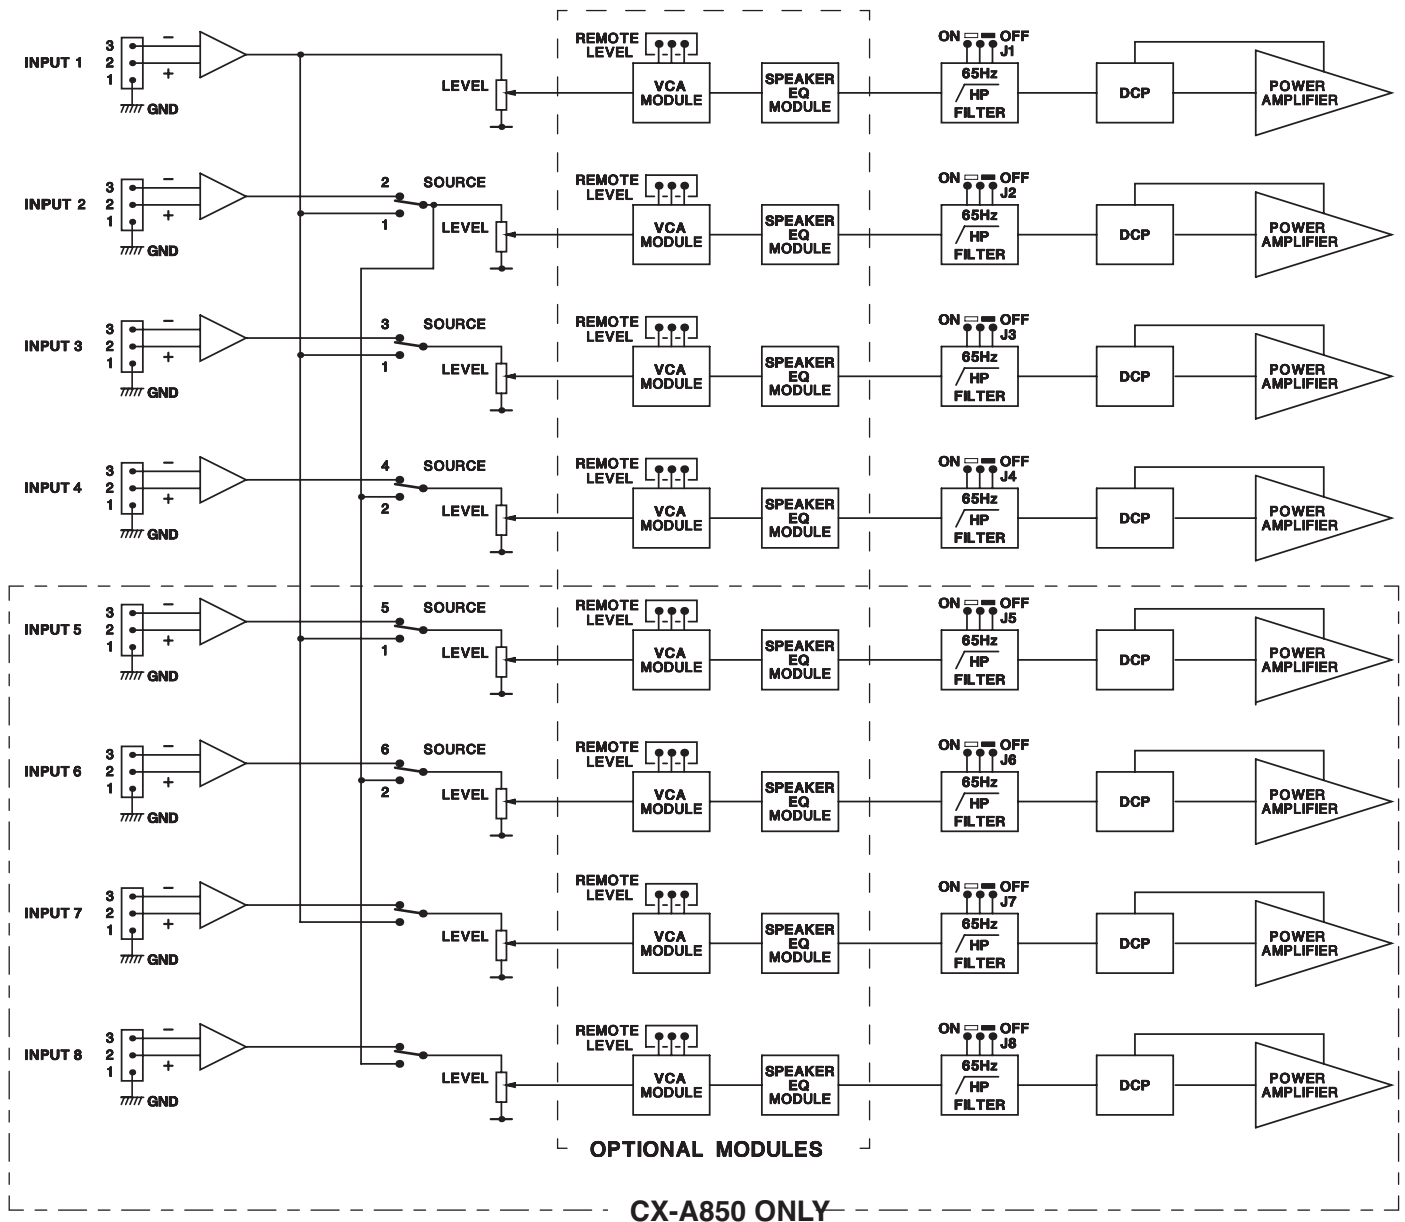 INPUT 1
3
2
1
−
+
GND
LEVEL
REMOTE
LEVEL
VCA
MODULE
SPEAKER
EQ
MODULE
ON OFF
J1
65Hz
HP
FILTER
DCP
POWER
AMPLIFIER
INPUT 2
3
2
1
−
+
GND
2
1
SOURCE
LEVEL
REMOTE
LEVEL
VCA
MODULE
SPEAKER
EQ
MODULE
ON OFF
J2
65Hz
HP
FILTER
DCP
POWER
AMPLIFIER
INPUT 3
3
2
1
−
+
GND
3
1
SOURCE
LEVEL
REMOTE
LEVEL
VCA
MODULE
SPEAKER
EQ
MODULE
ON OFF
J3
65Hz
HP
FILTER
DCP
POWER
AMPLIFIER
INPUT 4
3
2
1
−
+
GND
4
2
SOURCE
LEVEL
REMOTE
LEVEL
VCA
MODULE
SPEAKER
EQ
MODULE
ON OFF
J4
65Hz
HP
FILTER
DCP
POWER
AMPLIFIER
INPUT 5
3
2
1
−
+
GND
5
1
SOURCE
LEVEL
REMOTE
LEVEL
VCA
MODULE
SPEAKER
EQ
MODULE
ON OFF
J5
65Hz
HP
FILTER
DCP
POWER
AMPLIFIER
INPUT 6
3
2
1
−
+
GND
6
2
SOURCE
LEVEL
REMOTE
LEVEL
VCA
MODULE
SPEAKER
EQ
MODULE
ON OFF
J6
65Hz
HP
FILTER
DCP
POWER
AMPLIFIER
INPUT 7
3
2
1
−
+
GND
LEVEL
REMOTE
LEVEL
VCA
MODULE
SPEAKER
EQ
MODULE
ON OFF
J7
65Hz
HP
FILTER
DCP
POWER
AMPLIFIER
INPUT 8
3
2
1
−
+
GND
LEVEL
REMOTE
LEVEL
VCA
MODULE
SPEAKER
EQ
MODULE
ON OFF
J8
65Hz
HP
FILTER
DCP
POWER
AMPLIFIER
OPTIONAL MODULES
CX-A850 ONLY